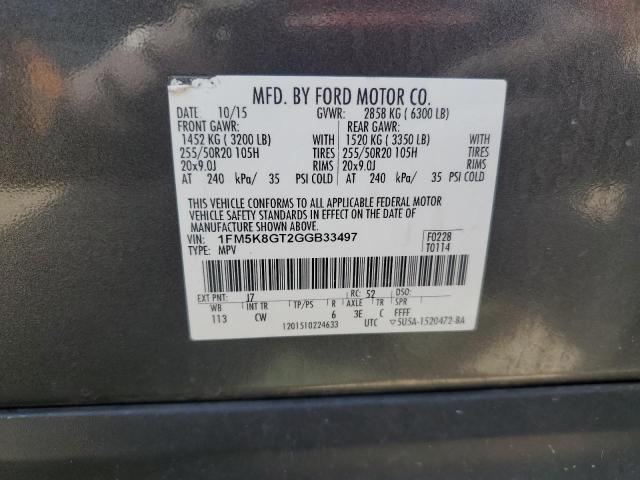 MFD. BY FORD MOTOR CO.
DATE 10/15 GVWR: 2858 KG ( 6300 LB)
FRONT GAWR: REAR GAWR:
1452 KG ( 3200 LB) WITH 1520 KG ( 3350 LB) WITH
255/50R20 105H TIRES 255/50R20 105H TIRES
20x9.0J RIMS 20x9.0J RIMS
AT 240 kPa/ 35 PSI COLD AT 240 kPa/ 35 PSI COLD
THIS VEHICLE CONFORMS TO ALL APPLICABLE FEDERAL MOTOR
VEHICLE SAFETY STANDARDS IN EFFECT ON THE DATE OF
MANUFACTURE SHOWN ABOVE.
VIN: 1FM5K8GT2GGB33497 F0228
TYPE: MPV T0114
EXT PNT: J7 RC: 52 DSO:
WB INT TR TP/PS R AXLE TR SPR
113 CW 6 3E C FFFF
1201510224633 UTC ▽5U5A-1520472-BA